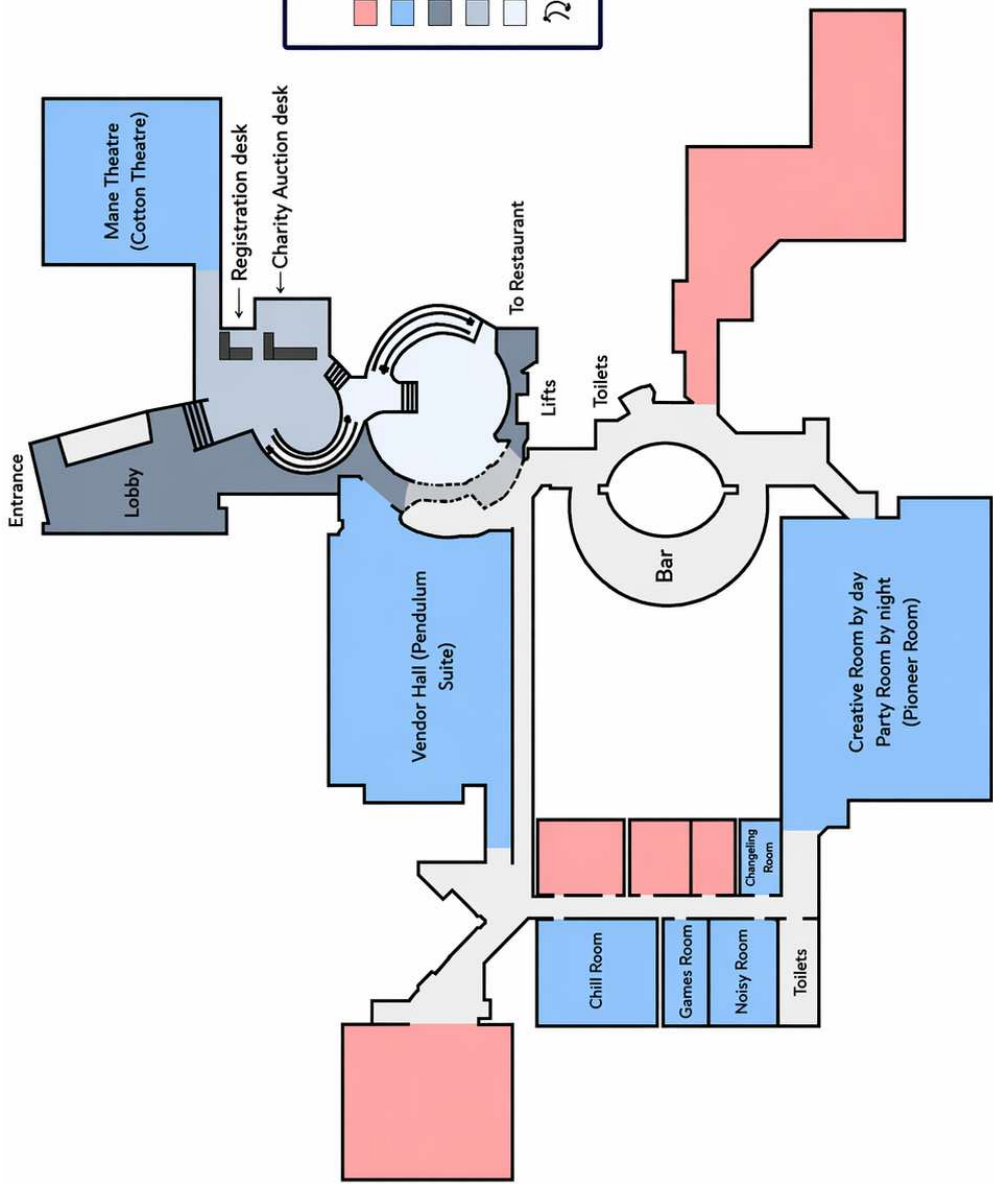 Entrance
Lobby
Mane Theatre
(Cotton Theatre)
←Registration desk
←Charity Auction desk
To Restaurant
Lifts
Toilets
Bar
Vendor Hall (Pendulum
Suite)
Creative Room by day
Party Room by night
(Pioneer Room)
Changeling
Room
Chill Room
Games Room
Noisy Room
Toilets